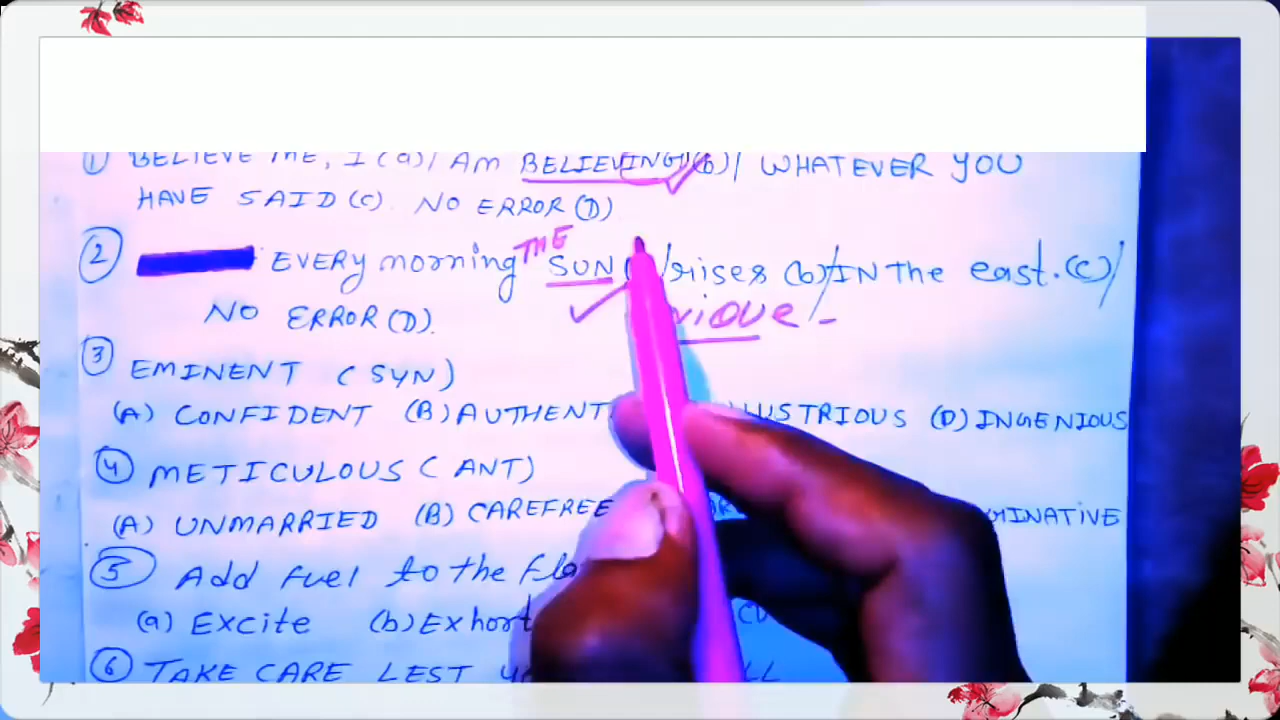 ① BELIEVE ME, I (a)/ AM BELIEVING (b)/ WHATEVER YOU
HAVE SAID (c). NO ERROR (D)
② EVERY morning THE SUN /rises (b)/ IN The east. (c)/
NO ERROR (D).
③ EMINENT (SYN)
(A) CONFIDENT (B) AUTHENT LUSTRIOUS (D) INGENIOUS
④ METICULOUS (ANT)
(A) UNMARRIED (B) CAREFREE MINATIVE
⑤ Add fuel to the
(a) Excite (b) Exhort
⑥ TAKE CARE LEST